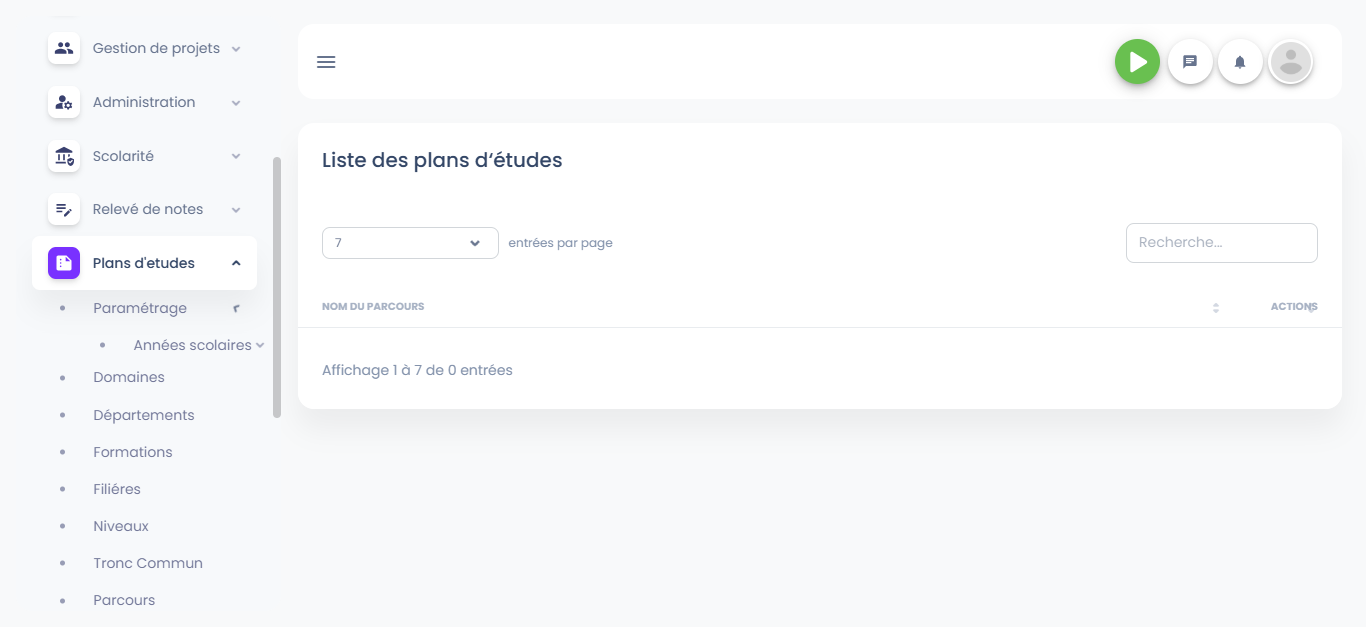 Gestion de projets
Administration
Scolarité
Relevé de notes
Plans d'etudes
Paramétrage
Années scolaires
Domaines
Départements
Formations
Filiéres
Niveaux
Tronc Commun
Parcours
Liste des plans d’études
7 entrées par page
Recherche...
NOM DU PARCOURS ACTIONS
Affichage 1 à 7 de 0 entrées